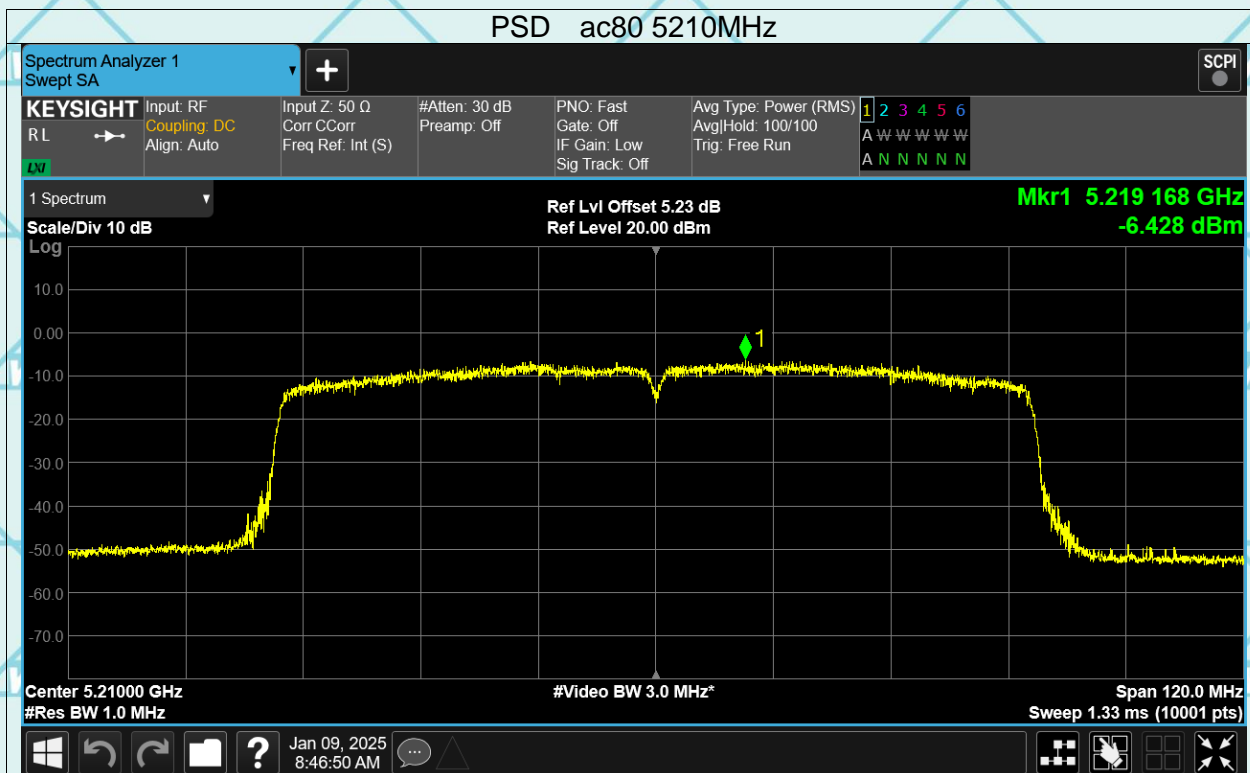 PSD ac80 5210MHz
Spectrum Analyzer 1
Swept SA
SCPI
KEYSIGHT
R L
LXI
Input: RF
Coupling: DC
Align: Auto
Input Z: 50 Ω
Corr CCorr
Freq Ref: Int (S)
#Atten: 30 dB
Preamp: Off
PNO: Fast
Gate: Off
IF Gain: Low
Sig Track: Off
Avg Type: Power (RMS)
Avg|Hold: 100/100
Trig: Free Run
1 2 3 4 5 6
A W W W W W
A N N N N N
1 Spectrum
Scale/Div 10 dB
Ref Lvl Offset 5.23 dB
Ref Level 20.00 dBm
Mkr1 5.219 168 GHz
-6.428 dBm
Log
10.0
0.00
-10.0
-20.0
-30.0
-40.0
-50.0
-60.0
-70.0
1
Center 5.21000 GHz
#Video BW 3.0 MHz*
Span 120.0 MHz
#Res BW 1.0 MHz
Sweep 1.33 ms (10001 pts)
?
Jan 09, 2025
8:46:50 AM